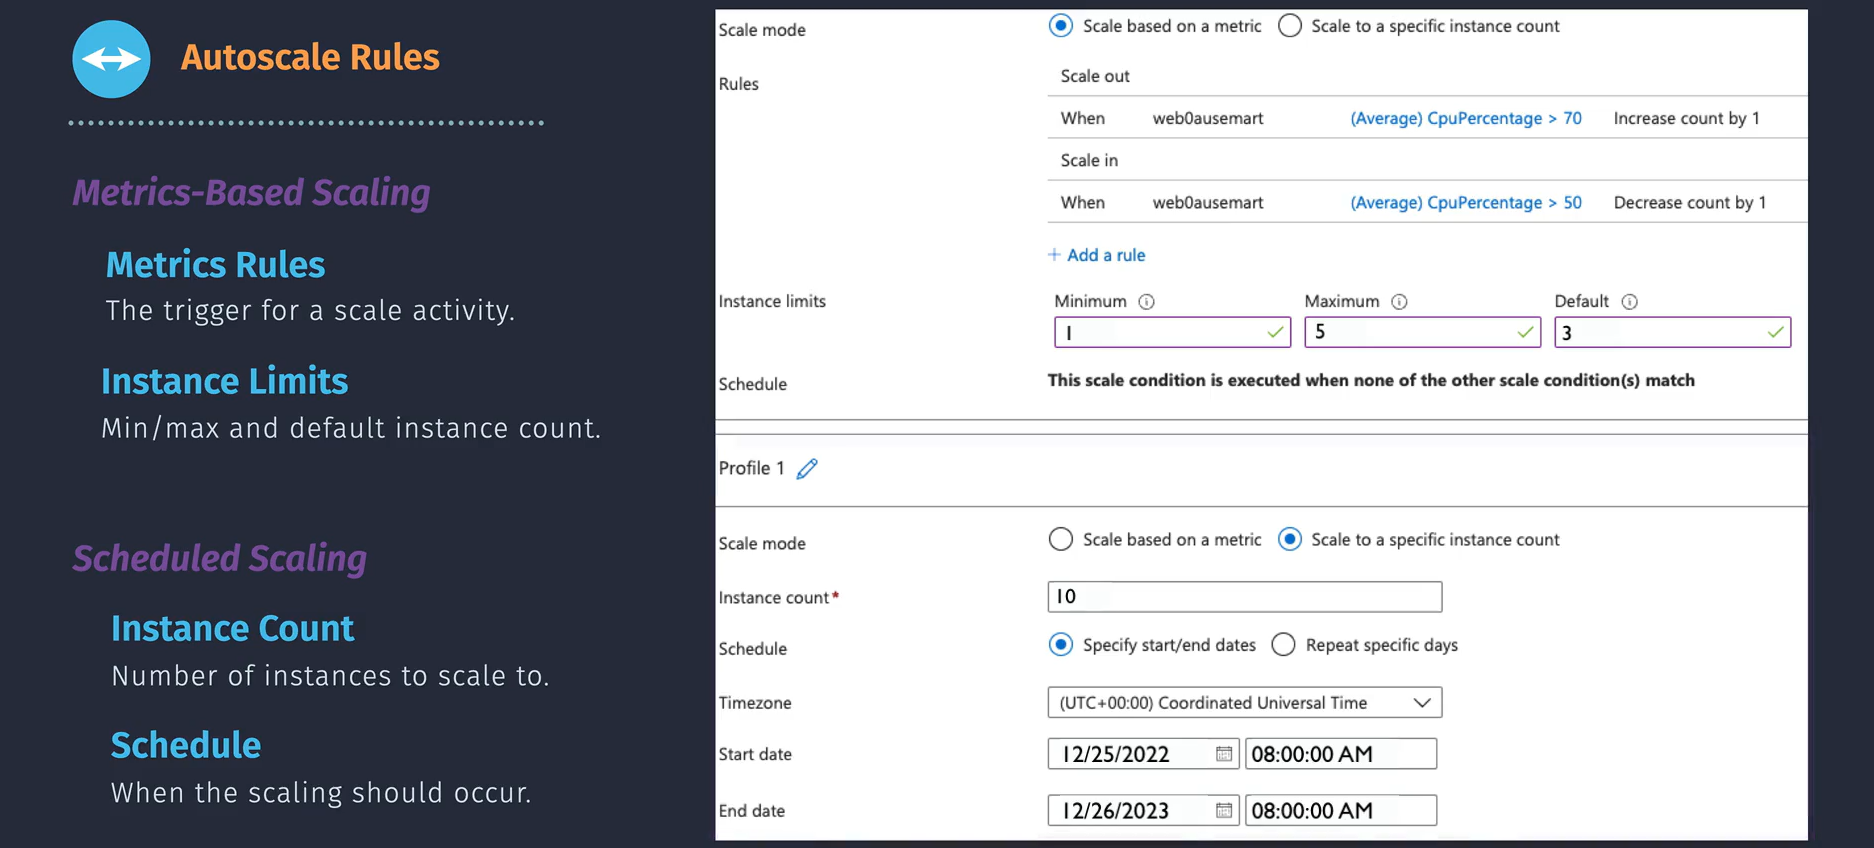 Autoscale Rules
Metrics-Based Scaling
Metrics Rules
The trigger for a scale activity.
Instance Limits
Min/max and default instance count.
Scheduled Scaling
Instance Count
Number of instances to scale to.
Schedule
When the scaling should occur.
Scale mode
Scale based on a metric Scale to a specific instance count
Rules
Scale out
When web0ausemart (Average) CpuPercentage > 70 Increase count by 1
Scale in
When web0ausemart (Average) CpuPercentage > 50 Decrease count by 1
+ Add a rule
Instance limits
Minimum Maximum Default
1 5 3
Schedule
This scale condition is executed when none of the other scale condition(s) match
Profile 1
Scale mode
Scale based on a metric Scale to a specific instance count
Instance count*
10
Schedule
Specify start/end dates Repeat specific days
Timezone
(UTC+00:00) Coordinated Universal Time
Start date
12/25/2022 08:00:00 AM
End date
12/26/2023 08:00:00 AM